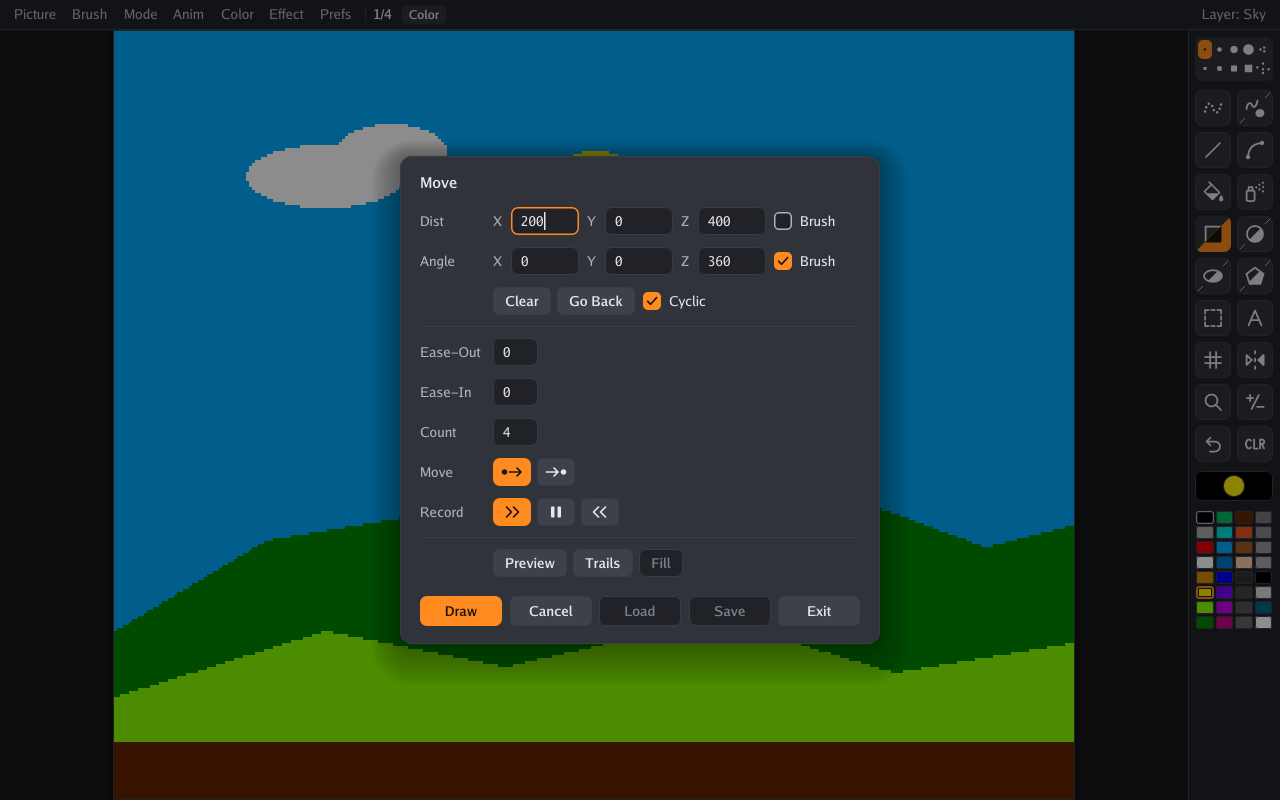 Picture Brush Mode Anim Color Effect Prefs 1/4 Color Layer: Sky
Move
Dist X 200 Y 0 Z 400 Brush
Angle X 0 Y 0 Z 360 Brush
Clear Go Back Cyclic
Ease-Out 0
Ease-In 0
Count 4
Move
Record
Preview Trails Fill
Draw Cancel Load Save Exit
A
CLR